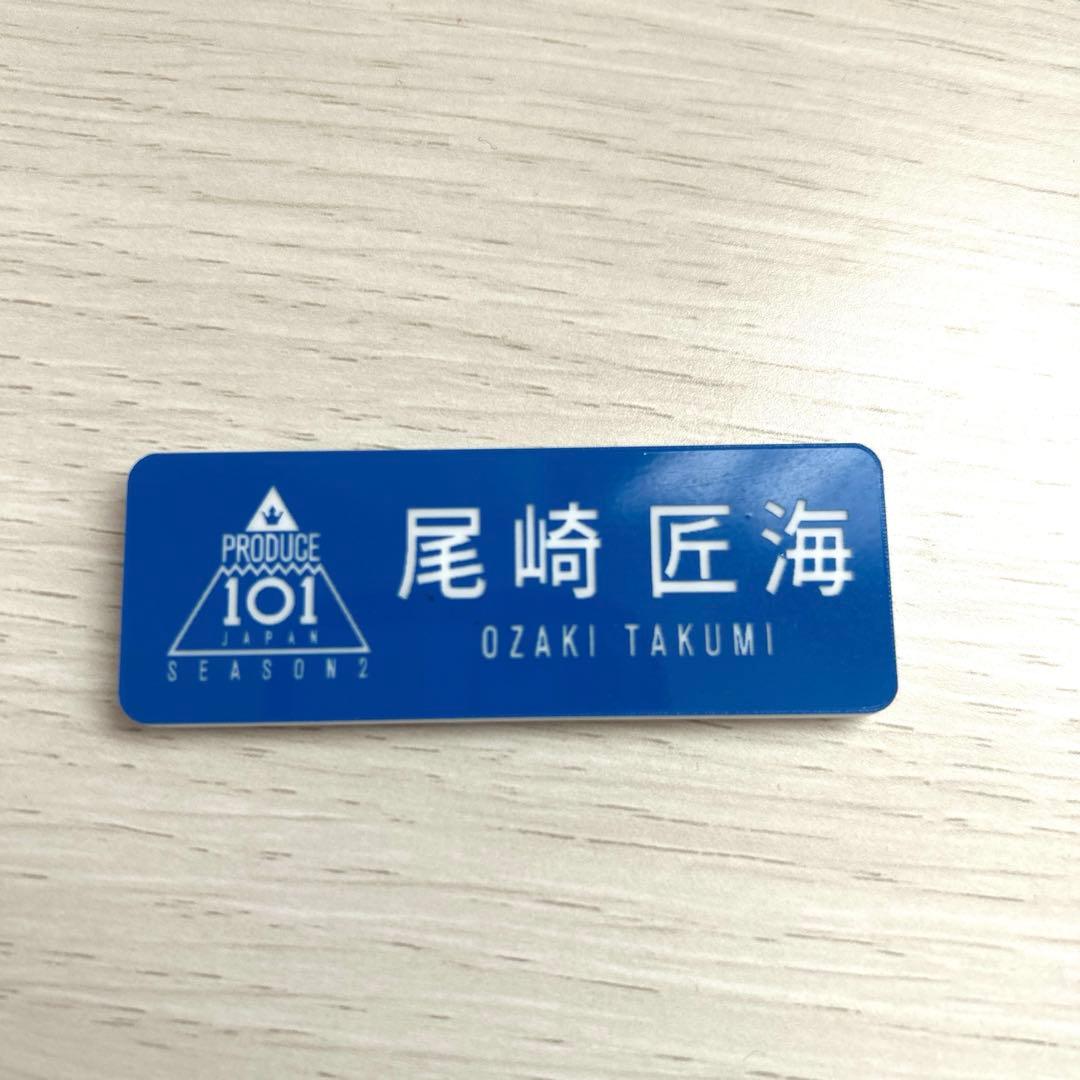 PRODUCE
101
JAPAN
SEASON2
尾崎 匠海
OZAKI TAKUMI